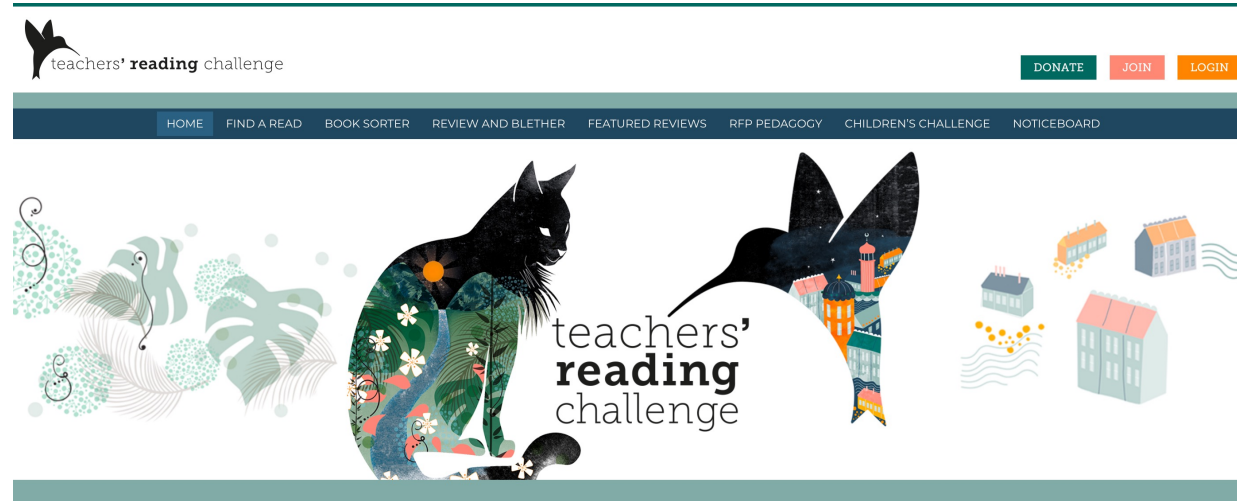 teachers' reading challenge
DONATE
JOIN
LOGIN
HOME
FIND A READ
BOOK SORTER
REVIEW AND BLETHER
FEATURED REVIEWS
RFP PEDAGOGY
CHILDREN'S CHALLENGE
NOTICEBOARD
teachers'
reading
challenge